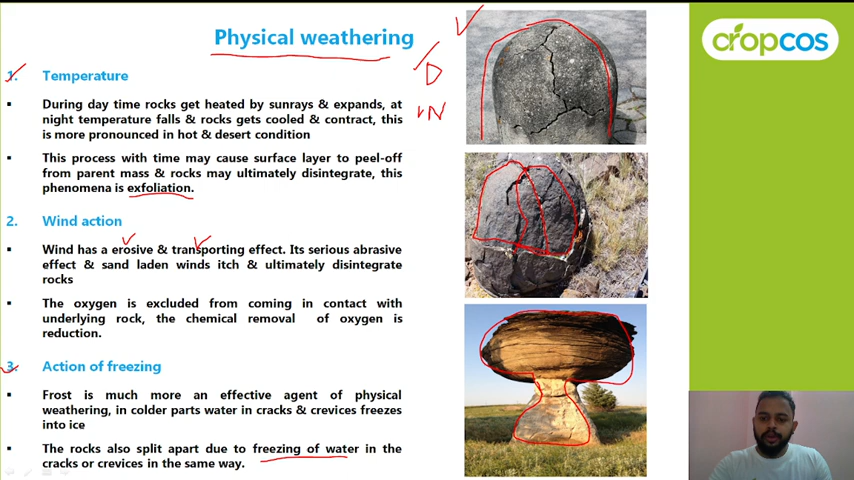 Physical weathering
cropcos
1. Temperature
During day time rocks get heated by sunrays & expands, at
night temperature falls & rocks gets cooled & contract, this
is more pronounced in hot & desert condition
D
N
This process with time may cause surface layer to peel-off
from parent mass & rocks may ultimately disintegrate, this
phenomena is exfoliation.
2. Wind action
Wind has a erosive & transporting effect. Its serious abrasive
effect & sand laden winds itch & ultimately disintegrate
rocks
The oxygen is excluded from coming in contact with
underlying rock, the chemical removal of oxygen is
reduction.
3. Action of freezing
Frost is much more an effective agent of physical
weathering, in colder parts water in cracks & crevices freezes
into ice
The rocks also split apart due to freezing of water in the
cracks or crevices in the same way.